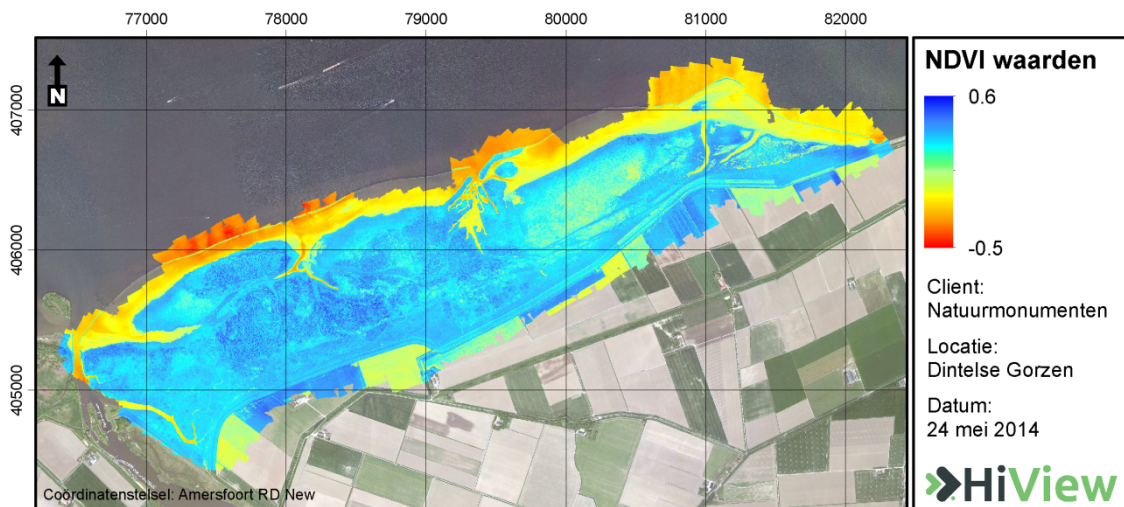 77000 78000 79000 80000 81000 82000
407000
406000
405000
N
Coördinatenstelsel: Amersfoort RD New
NDVI waarden
0.6
-0.5
Client:
Natuurmonumenten
Locatie:
Dintelse Gorzen
Datum:
24 mei 2014
HiView